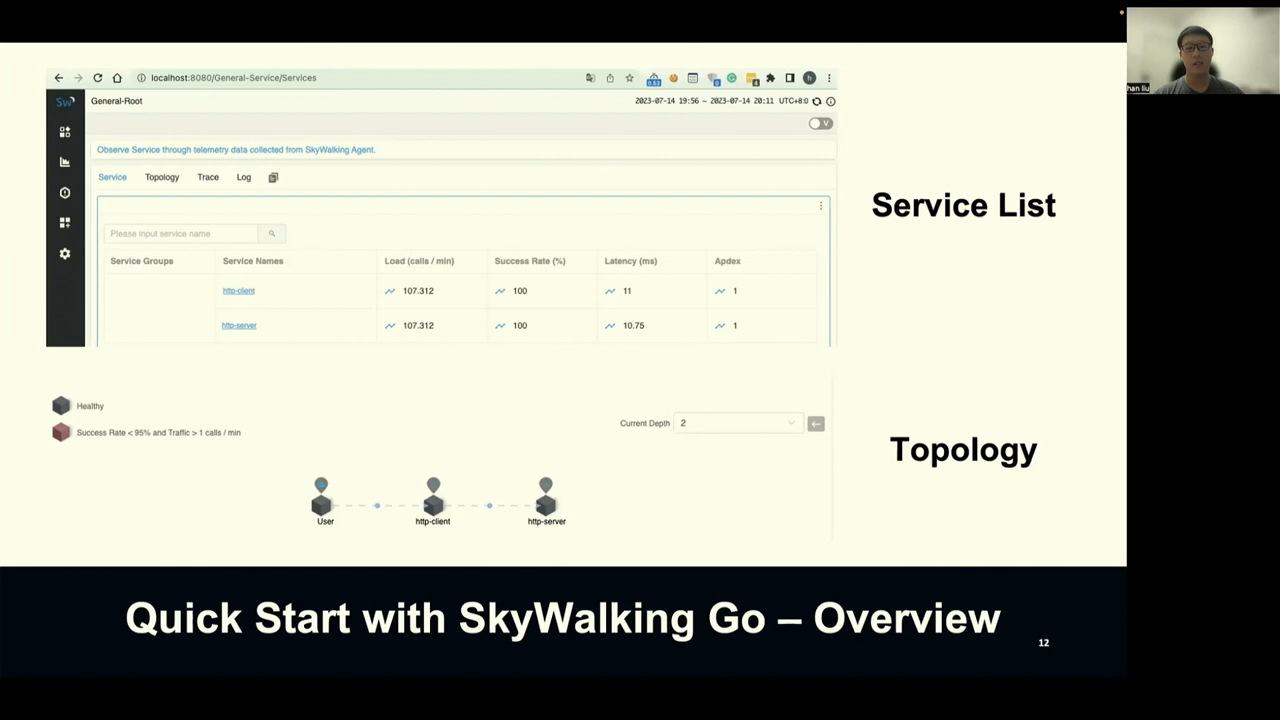 localhost:8080/General-Service/Services
Sw
General-Root
2023-07-14 19:56 ~ 2023-07-14 20:11 UTC+8:0
V
Observe Service through telemetry data collected from SkyWalking Agent.
Service Topology Trace Log
Please input service name
Service Groups Service Names Load (calls / min) Success Rate (%) Latency (ms) Apdex
http-client 107.312 100 11 1
http-server 107.312 100 10.75 1
Service List
Healthy
Success Rate < 95% and Traffic > 1 calls / min
Current Depth 2
User http-client http-server
Topology
Quick Start with SkyWalking Go – Overview
12
han liu